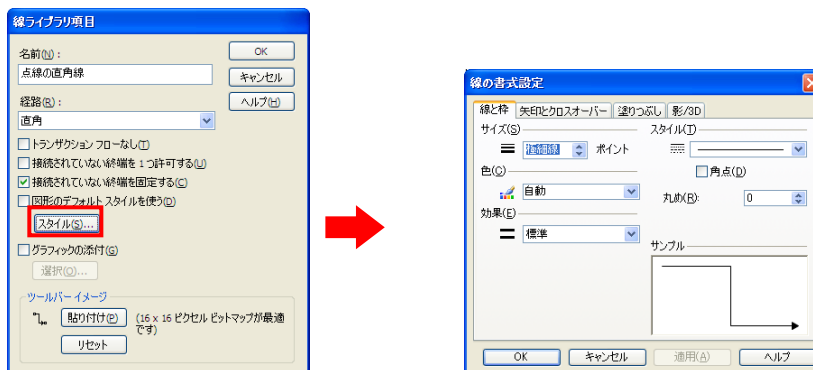 線ライブラリ項目
名前(N):
点線の直角線
経路(R):
直角
トランザクション フローなし(T)
接続されていない終端を 1 つ許可する(U)
接続されていない終端を固定する(C)
図形のデフォルト スタイルを使う(D)
スタイル(S)...
グラフィックの添付(G)
選択(O)...
ツールバー イメージ
貼り付け(P)
(16 x 16 ピクセル ビットマップが最適です)
リセット
OK
キャンセル
ヘルプ(H)
線の書式設定
線と枠
矢印とクロスオーバー
塗りつぶし
影/3D
サイズ(S)
極細線
ポイント
色(C)
自動
効果(E)
標準
スタイル(T)
角点(D)
丸め(R):
0
サンプル
OK
キャンセル
適用(A)
ヘルプ